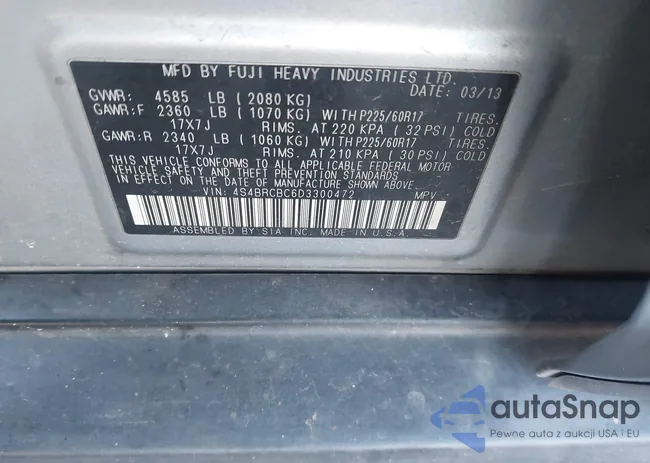 MFD BY FUJI HEAVY INDUSTRIES LTD.
DATE: 03/13
GVWR: 4585 LB (2080 KG)
GAWR:F 2360 LB (1070 KG) WITH P225/60R17 TIRES.
17X7J RIMS. AT 220 KPA (32 PSI) COLD
GAWR:R 2340 LB (1060 KG) WITH P225/60R17 TIRES.
17X7J RIMS. AT 210 KPA (30 PSI) COLD
THIS VEHICLE CONFORMS TO ALL APPLICABLE FEDERAL MOTOR
VEHICLE SAFETY AND THEFT PREVENTION STANDARDS IN EFFECT ON
THE DATE OF MANUFACTURE SHOWN ABOVE.
VIN: 4S4BRCBC6D3300472 MPV
ASSEMBLED BY SIA INC. MADE IN U.S.A.
autaSnap
Pewne auta z aukcji USA i EU